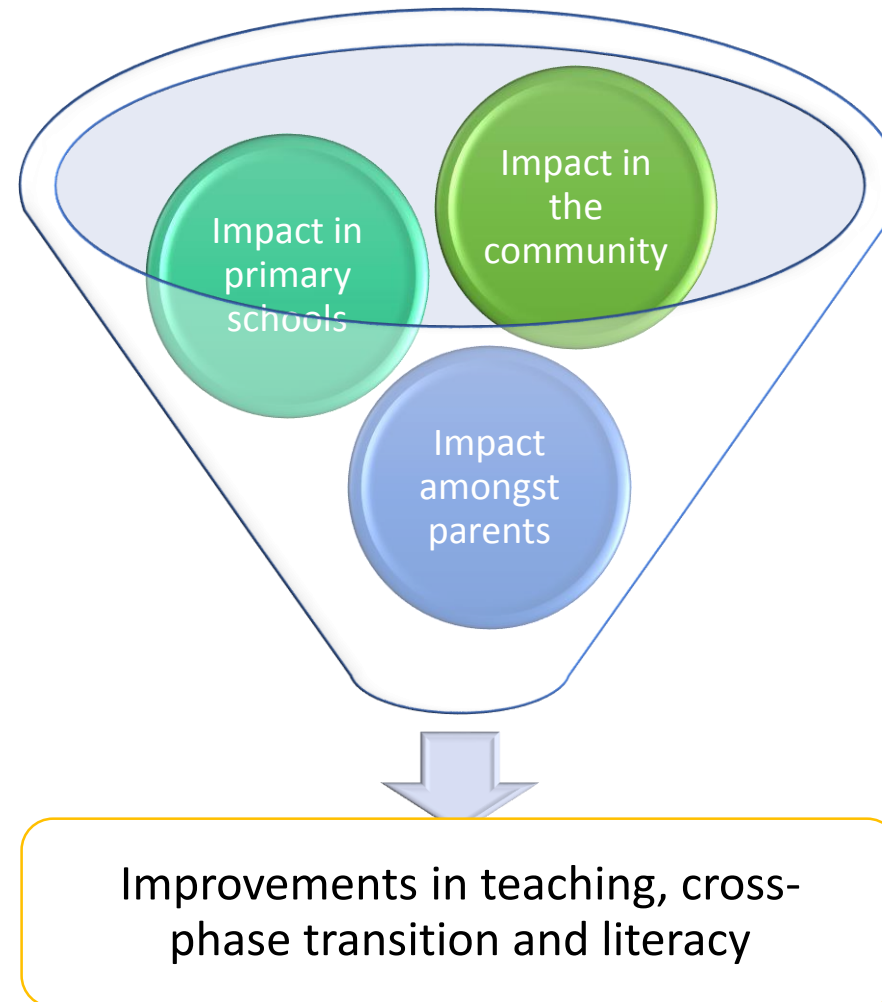 Impact in
the
community
Impact in
primary
schools
Impact
amongst
parents
Improvements in teaching, cross-
phase transition and literacy